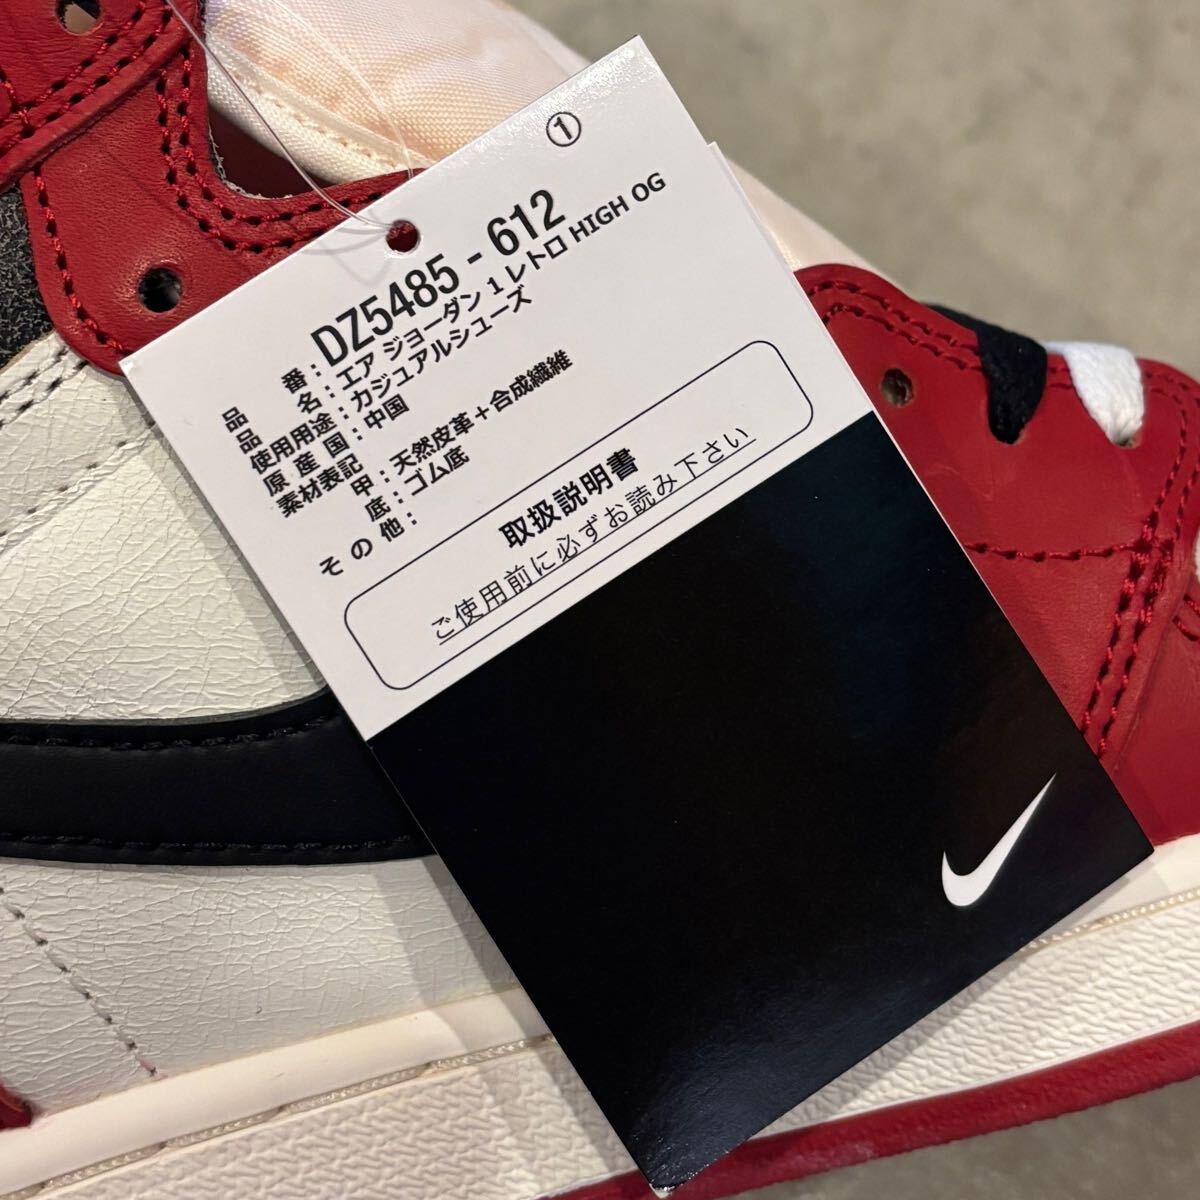 ①
品番：DZ5485 - 612
品名：エア ジョーダン 1 レトロ HIGH OG
使用用途：カジュアルシューズ
原産国：中国
素材表記 甲：天然皮革＋合成繊維
底：ゴム底
その他：
取扱説明書
ご使用前に必ずお読み下さい